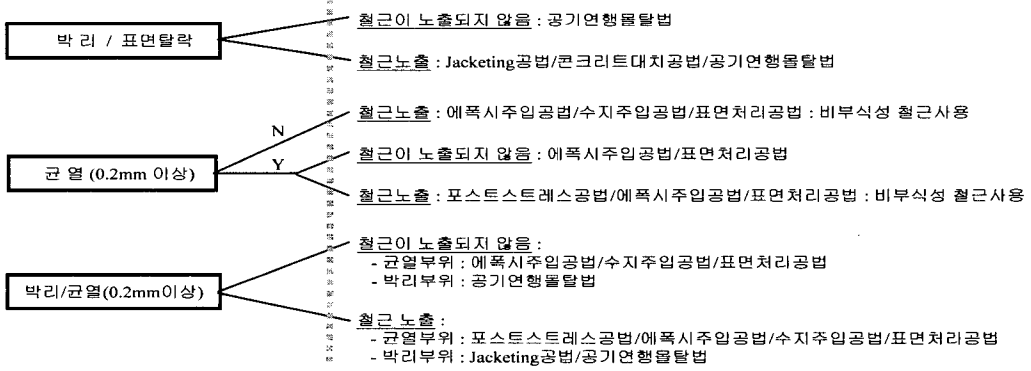 박 리 / 표면탈락
철근이 노출되지 않음 : 공기연행몰탈법
철근노출 : Jacketing공법/콘크리트대치공법/공기연행몰탈법
균 열 (0.2mm 이상)
N
철근노출 : 에폭시주입공법/수지주입공법/표면처리공법 : 비부식성 철근사용
Y
철근이 노출되지 않음 : 에폭시주입공법/표면처리공법
철근노출 : 포스트스트레스공법/에폭시주입공법/표면처리공법 : 비부식성 철근사용
박리/균열(0.2mm이상)
철근이 노출되지 않음 :
- 균열부위 : 에폭시주입공법/수지주입공법/표면처리공법
- 박리부위 : 공기연행몰탈법
철근 노출 :
- 균열부위 : 포스트스트레스공법/에폭시주입공법/수지주입공법/표면처리공법
- 박리부위 : Jacketing공법/공기연행몰탈법